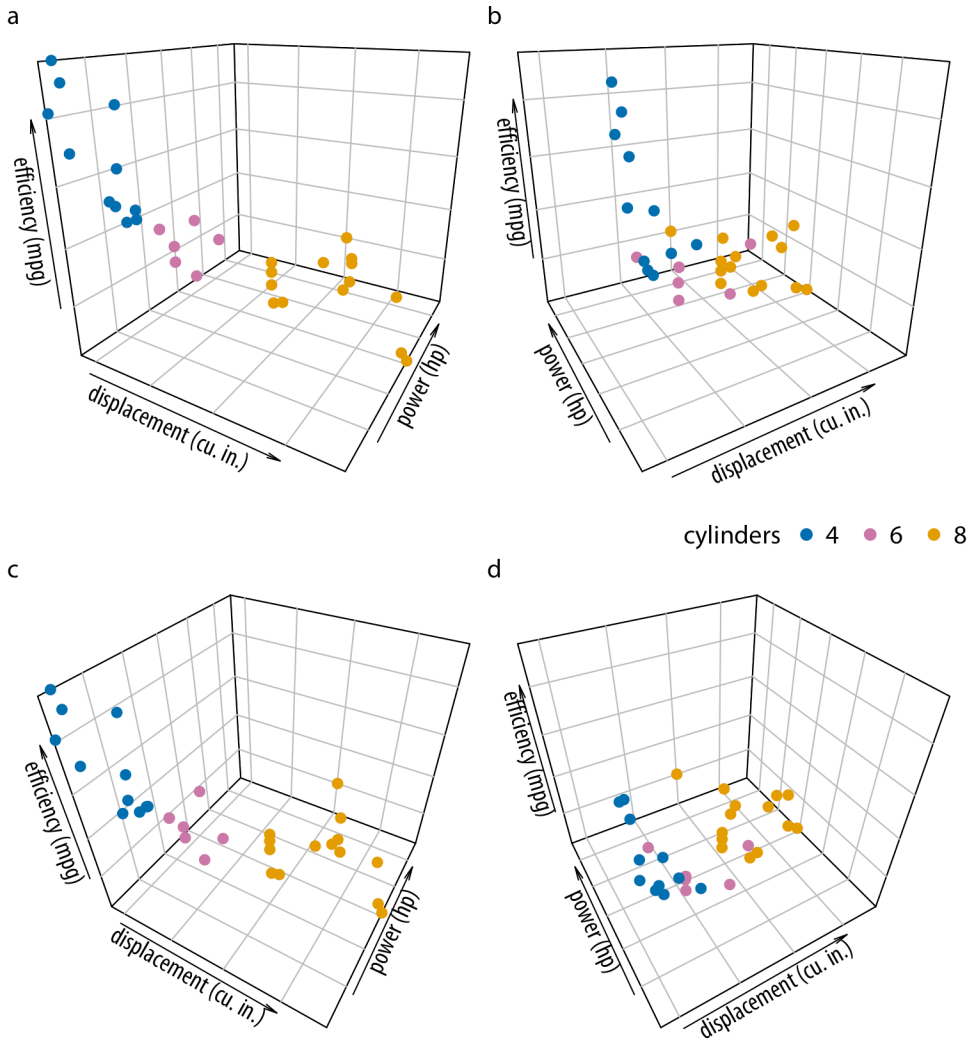 a
b
efficiency (mpg)
displacement (cu. in.)
power (hp)
efficiency (mpg)
power (hp)
displacement (cu. in.)
cylinders 4 6 8
c
d
efficiency (mpg)
displacement (cu. in.)
power (hp)
efficiency (mpg)
power (hp)
displacement (cu. in.)